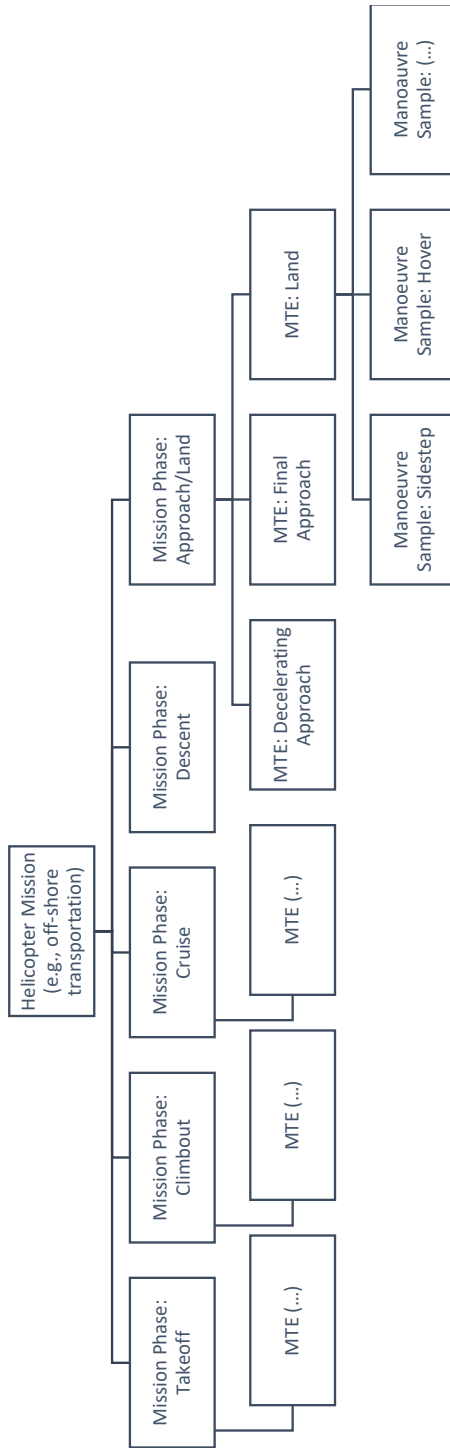 Helicopter Mission
(e.g., off-shore
transportation)
Mission Phase:
Takeoff
Mission Phase:
Climbout
Mission Phase:
Cruise
Mission Phase:
Descent
Mission Phase:
Approach/Land
MTE (...)
MTE (...)
MTE (...)
MTE: Decelerating
Approach
MTE: Final
Approach
MTE: Land
Manoeuvre
Sample: Sidestep
Manoeuvre
Sample: Hover
Manoauvre
Sample: (...)